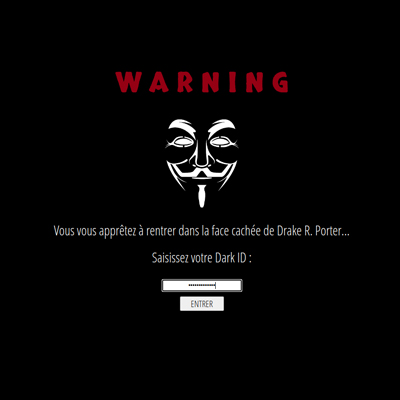 WARNING
Vous vous apprêtez à rentrer dans la face cachée de Drake R. Porter...
Saisissez votre Dark ID :
ENTRER